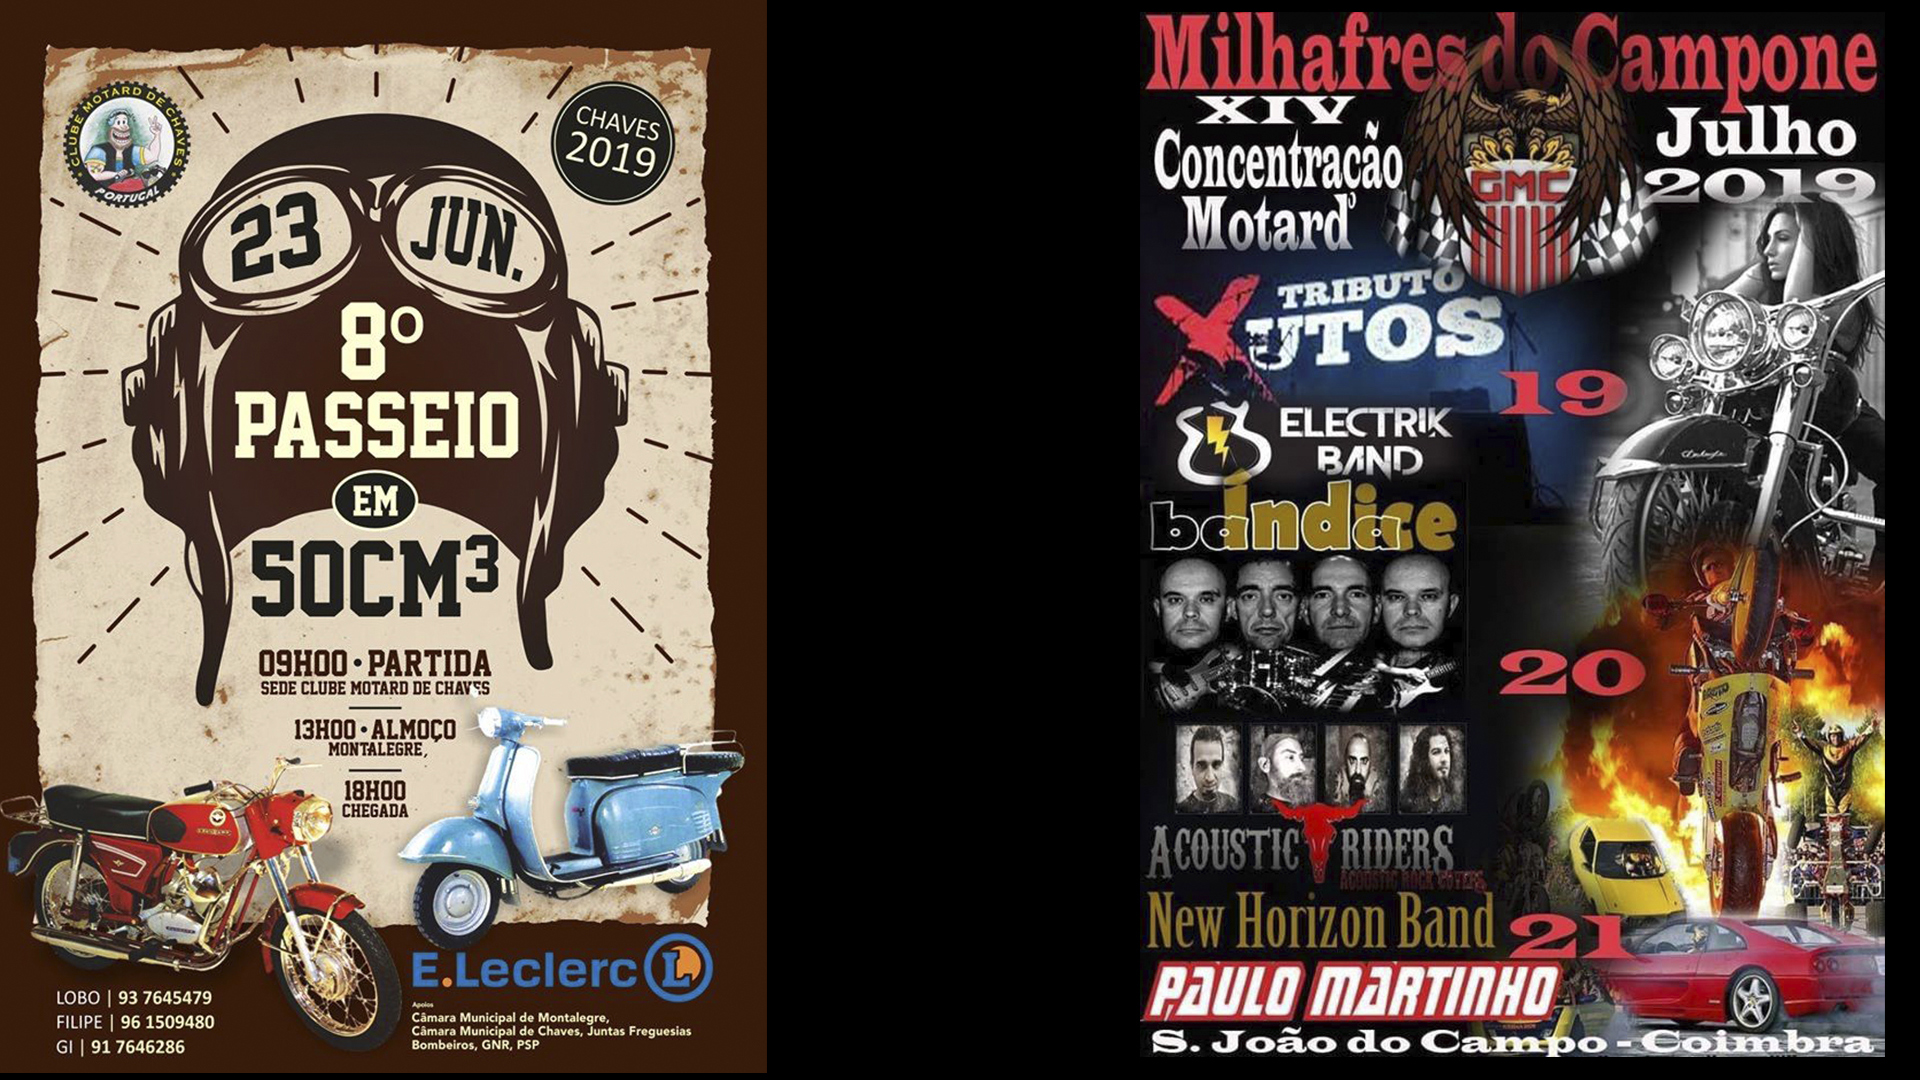 CLUBE MOTARD DE CHAVES
PORTUGAL
CHAVES
2019
23 JUN.
8º
PASSEIO
EM
50CM³
09H00 • PARTIDA
SEDE CLUBE MOTARD DE CHAVES
13H00 • ALMOÇO
MONTALEGRE,
18H00
CHEGADA
E.Leclerc L
LOBO | 93 7645479
FILIPE | 96 1509480
GI | 91 7646286
Apoios
Câmara Municipal de Montalegre,
Câmara Municipal de Chaves, Juntas Freguesias
Bombeiros, GNR, PSP
Milhafres do Campone
XIV
Concentração
Motard
GMC
Julho
2019
TRIBUTO
XUTOS
19
ELECTRIK
BAND
bandíndice
20
ACOUSTIC RIDERS
ACOUSTIC ROCK COVERS
New Horizon Band
21
PAULO MARTINHO
S. João do Campo - Coimbra